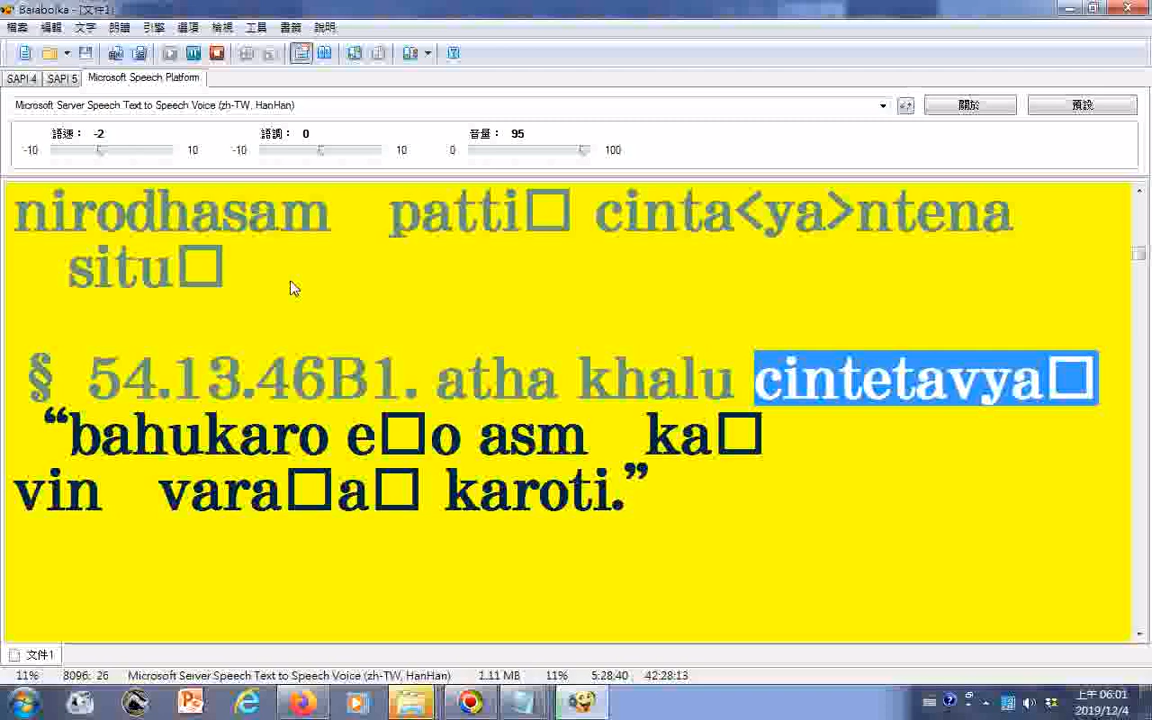 Balabolka - [文件1]
檔案 編輯 文字 朗讀 引擎 選項 檢視 工具 書籤 說明
SAPI 4 SAPI 5 Microsoft Speech Platform
Microsoft Server Speech Text to Speech Voice (zh-TW, HanHan)
關於 預設
語速： -2 語調： 0 音量： 95
-10 10 -10 10 0 100
nirodhasam patti□ cinta<ya>ntena
situ□
§ 54.13.46B1. atha khalu cintetavya□
“bahukaro e□o asm ka□
vin vara□a□ karoti.”
文件1
11% 8096: 26 Microsoft Server Speech Text to Speech Voice (zh-TW, HanHan) 1.11 MB 11% 5:28:40 42:28:13
上午 06:01
2019/12/4